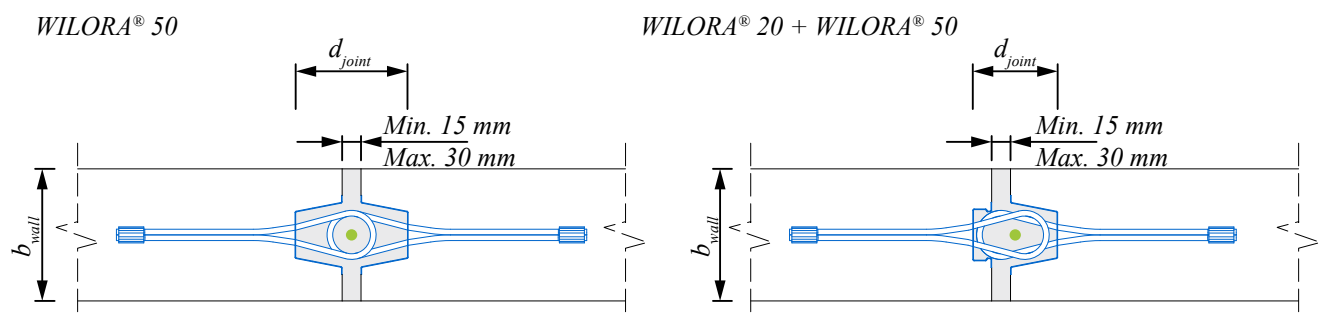 WILORA® 50
d_joint
Min. 15 mm
Max. 30 mm
b_wall
WILORA® 20 + WILORA® 50
d_joint
Min. 15 mm
Max. 30 mm
b_wall